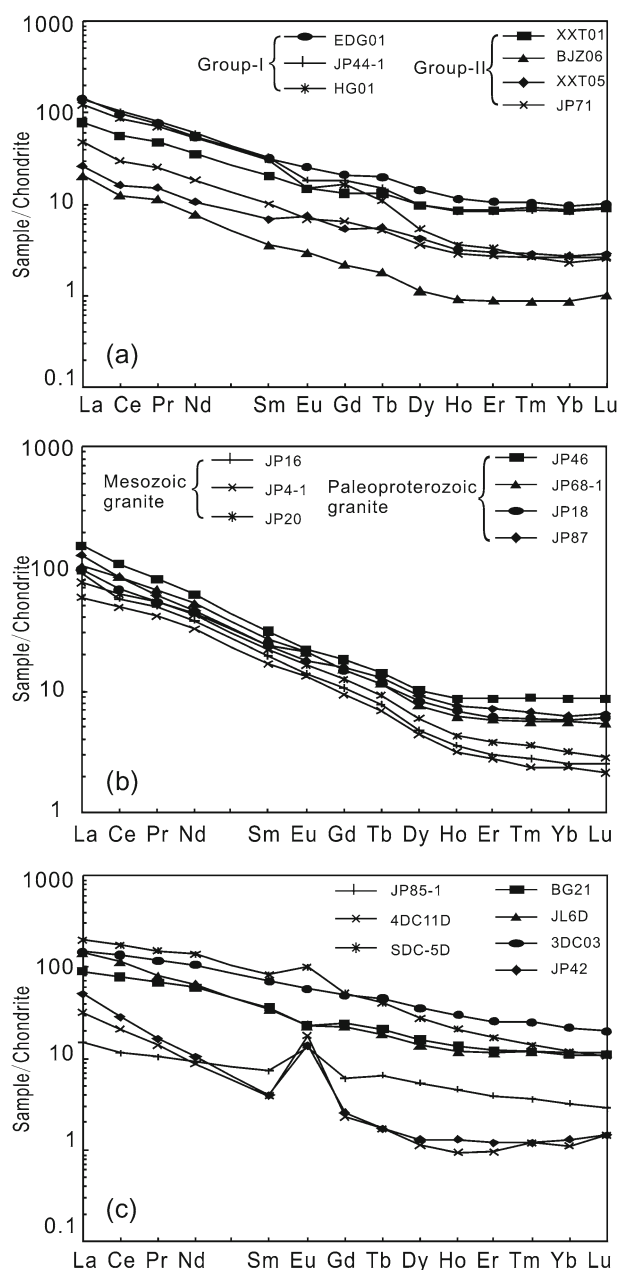 1000
EDG01
XXT01
Group-I
JP44-1
Group-II
BJZ06
HG01
XXT05
JP71
100
10
1
0.1
Sample/Chondrite
(a)
La Ce Pr Nd Sm Eu Gd Tb Dy Ho Er Tm Yb Lu
1000
Mesozoic
granite
JP16
JP4-1
JP20
Paleoproterozoic
granite
JP46
JP68-1
JP18
JP87
100
10
1
Sample/Chondrite
(b)
La Ce Pr Nd Sm Eu Gd Tb Dy Ho Er Tm Yb Lu
1000
JP85-1
BG21
4DC11D
JL6D
SDC-5D
3DC03
JP42
100
10
1
0.1
Sample/Chondrite
(c)
La Ce Pr Nd Sm Eu Gd Tb Dy Ho Er Tm Yb Lu